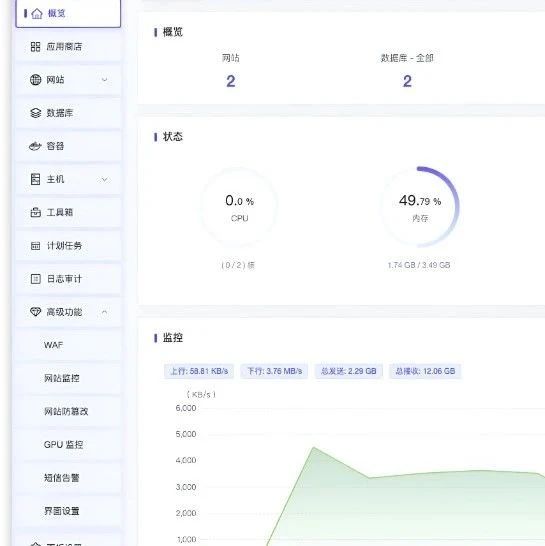 概览
应用商店
网站
数据库
容器
主机
工具箱
计划任务
日志审计
高级功能
WAF
网站监控
网站防篡改
GPU 监控
短信告警
界面设置
概览
网站
数据库 - 全部
2
2
状态
0.0 %
CPU
( 0 / 2 ) 核
49.79 %
内存
1.74 GB / 3.49 GB
监控
上行: 58.81 KB/s
下行: 3.76 MB/s
总发送: 2.29 GB
总接收: 12.06 GB
( KB/s )
6,000
5,000
4,000
3,000
2,000
1,000